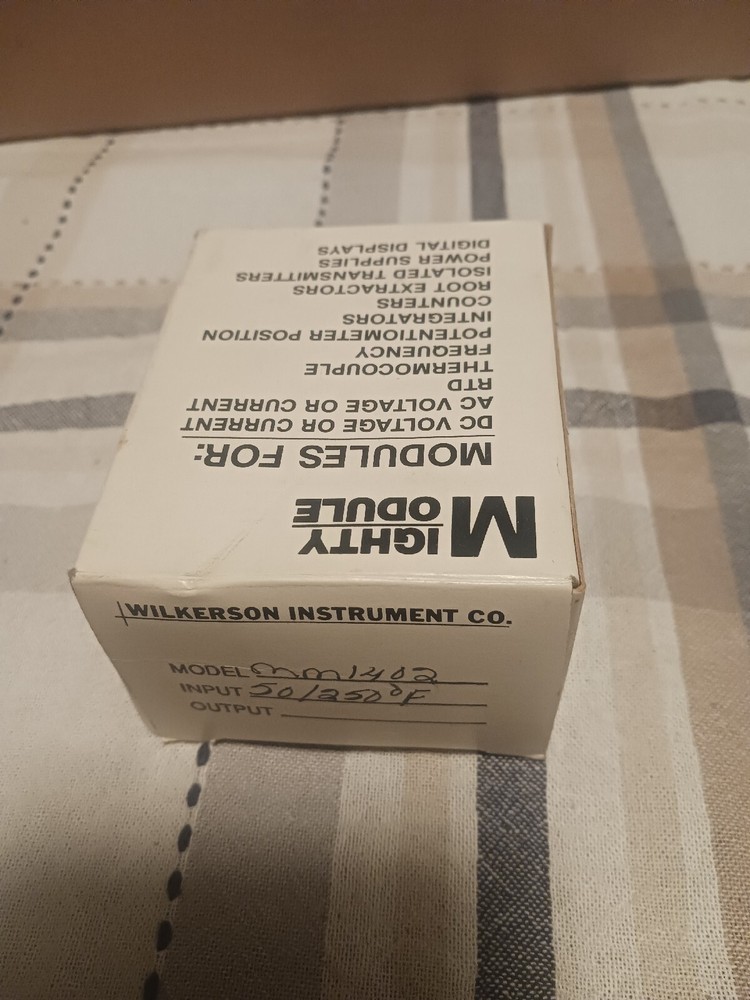 MIGHTY
MODULE
MODULES FOR:
DC VOLTAGE OR CURRENT
AC VOLTAGE OR CURRENT
RTD
THERMOCOUPLE
FREQUENCY
POTENTIOMETER POSITION
INTEGRATORS
COUNTERS
ROOT EXTRACTORS
ISOLATED TRANSMITTERS
POWER SUPPLIES
DIGITAL DISPLAYS
WILKERSON INSTRUMENT CO.
MODEL mm1402
INPUT 50/250°F
OUTPUT